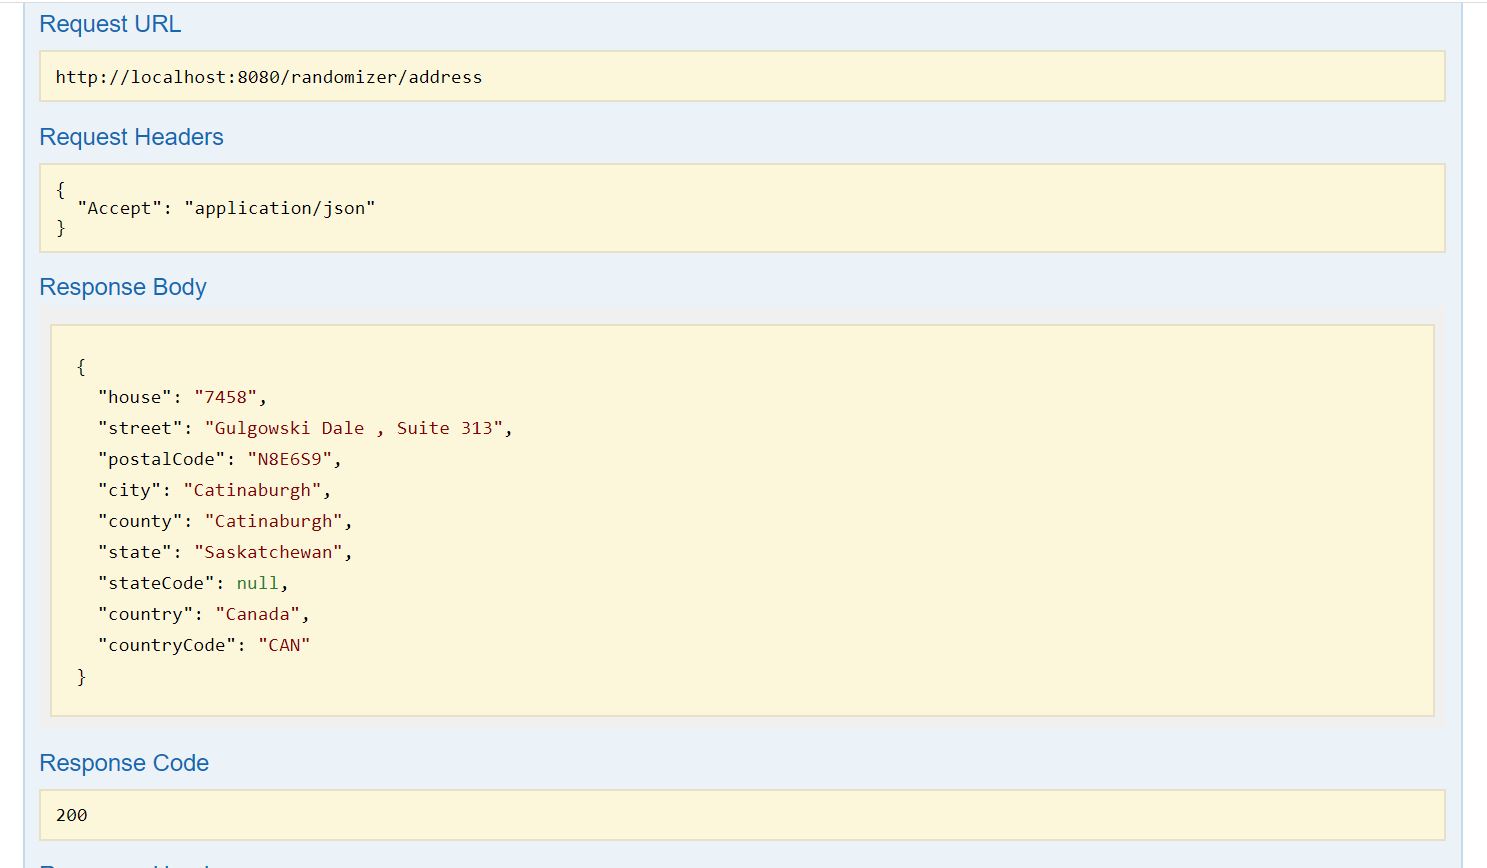 Request URL
http://localhost:8080/randomizer/address
Request Headers
{
  "Accept": "application/json"
}
Response Body
{
  "house": "7458",
  "street": "Gulgowski Dale , Suite 313",
  "postalCode": "N8E6S9",
  "city": "Catinaburgh",
  "county": "Catinaburgh",
  "state": "Saskatchewan",
  "stateCode": null,
  "country": "Canada",
  "countryCode": "CAN"
}
Response Code
200